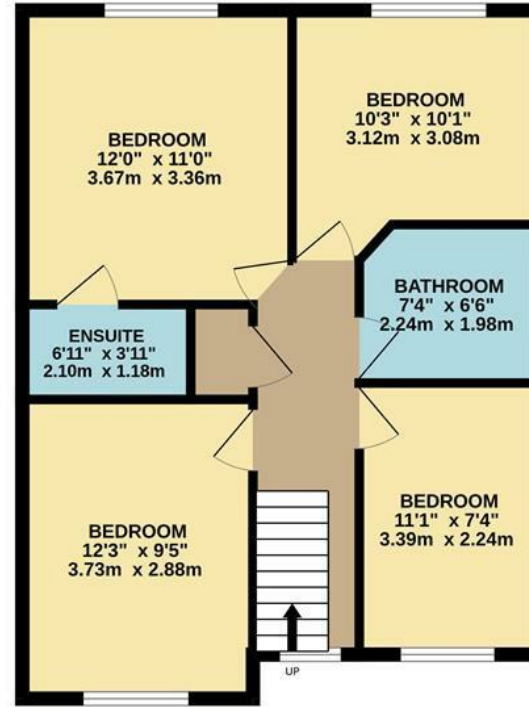 BEDROOM
12'0" x 11'0"
3.67m x 3.36m
BEDROOM
10'3" x 10'1"
3.12m x 3.08m
ENSUITE
6'11" x 3'11"
2.10m x 1.18m
BATHROOM
7'4" x 6'6"
2.24m x 1.98m
BEDROOM
12'3" x 9'5"
3.73m x 2.88m
BEDROOM
11'1" x 7'4"
3.39m x 2.24m
UP